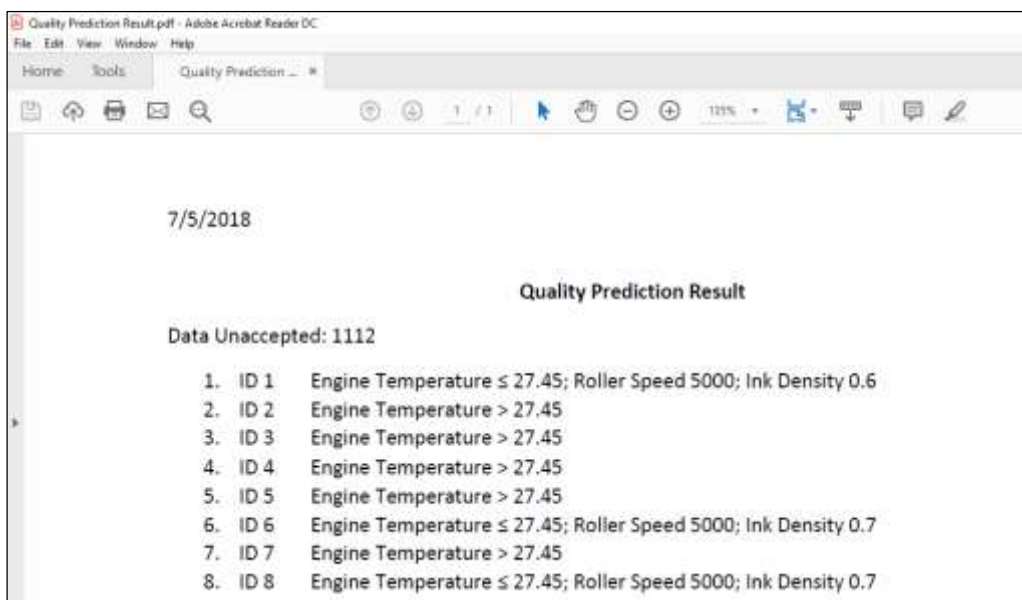 Quality Prediction Result.pdf - Adobe Acrobat Reader DC
File Edit View Window Help
Home Tools Quality Prediction ... ×
1 / 1 125%
7/5/2018
Quality Prediction Result
Data Unaccepted: 1112
1. ID 1 Engine Temperature ≤ 27.45; Roller Speed 5000; Ink Density 0.6
2. ID 2 Engine Temperature > 27.45
3. ID 3 Engine Temperature > 27.45
4. ID 4 Engine Temperature > 27.45
5. ID 5 Engine Temperature > 27.45
6. ID 6 Engine Temperature ≤ 27.45; Roller Speed 5000; Ink Density 0.7
7. ID 7 Engine Temperature > 27.45
8. ID 8 Engine Temperature ≤ 27.45; Roller Speed 5000; Ink Density 0.7